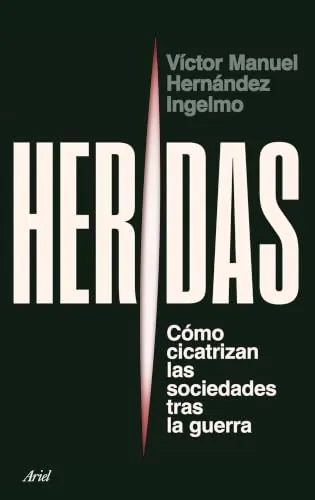 Víctor Manuel
Hernández
Ingelmo
HERIDAS
Cómo
cicatrizan
las
sociedades
tras
la guerra
Ariel